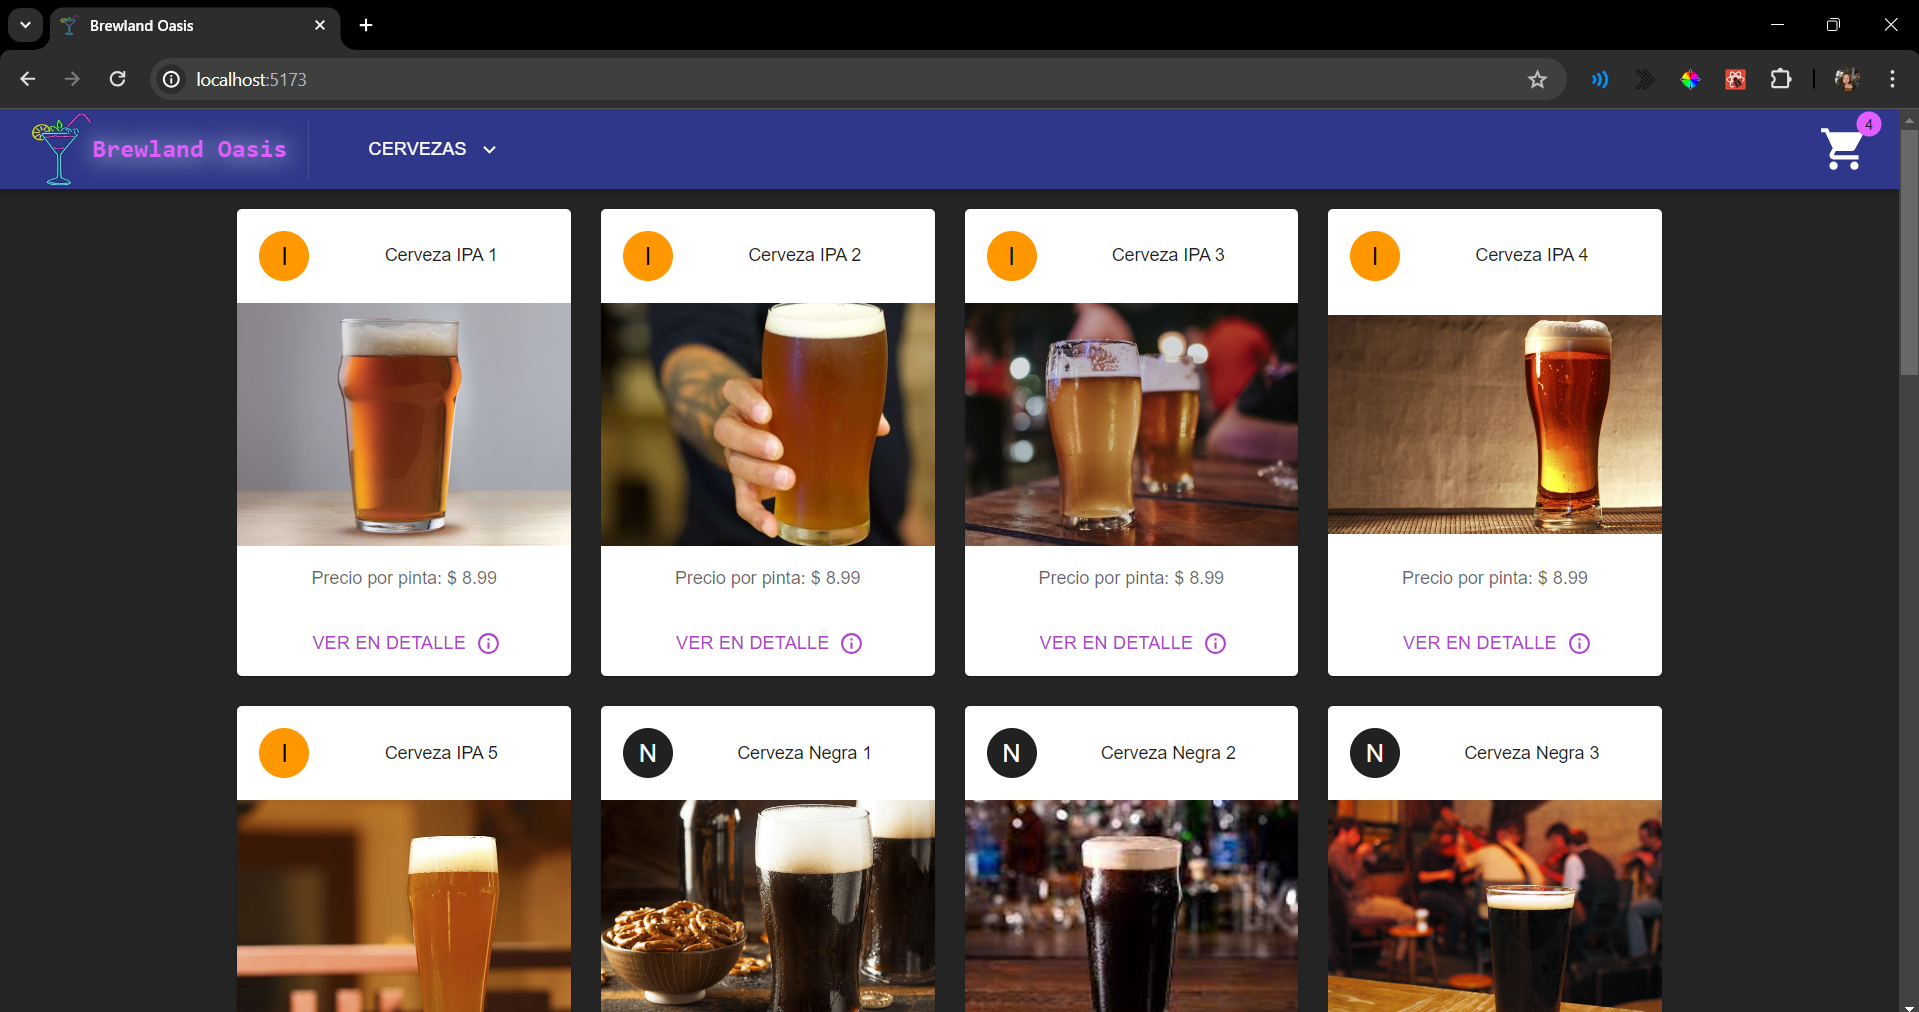 Brewland Oasis
localhost:5173
Brewland Oasis
CERVEZAS
4
I
Cerveza IPA 1
I
Cerveza IPA 2
I
Cerveza IPA 3
I
Cerveza IPA 4
Precio por pinta: $ 8.99
Precio por pinta: $ 8.99
Precio por pinta: $ 8.99
Precio por pinta: $ 8.99
VER EN DETALLE
VER EN DETALLE
VER EN DETALLE
VER EN DETALLE
I
Cerveza IPA 5
N
Cerveza Negra 1
N
Cerveza Negra 2
N
Cerveza Negra 3